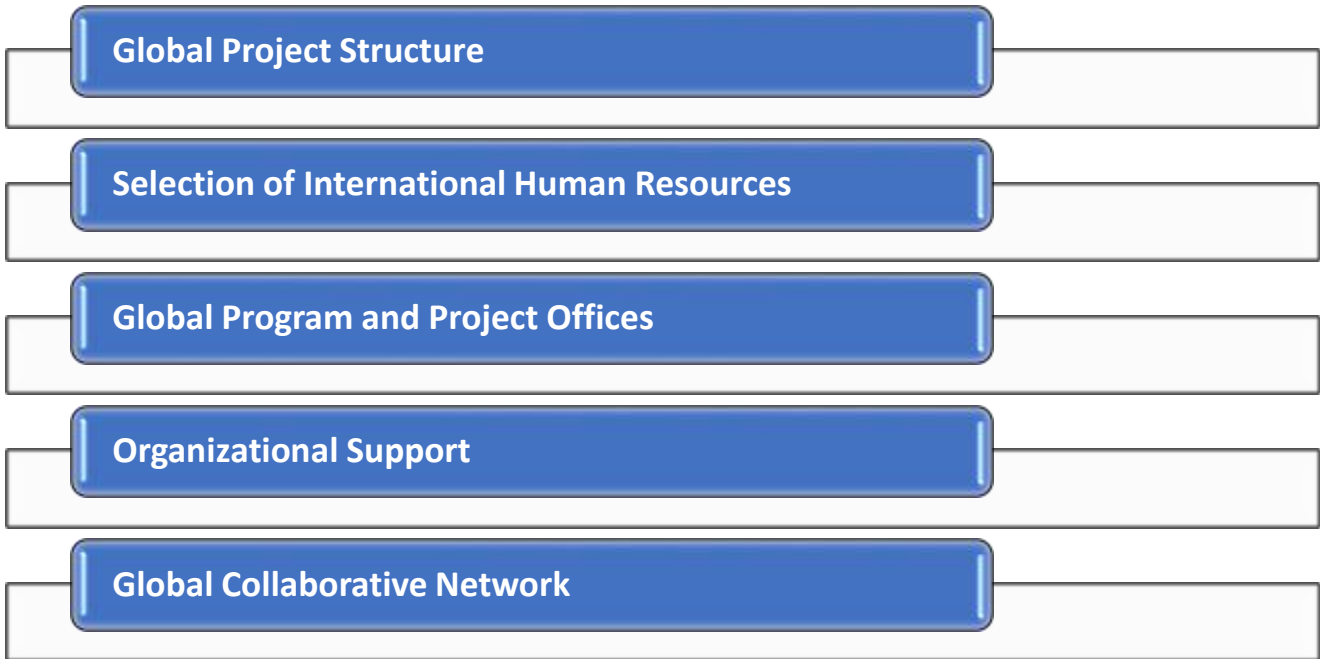 Global Project Structure
Selection of International Human Resources
Global Program and Project Offices
Organizational Support
Global Collaborative Network